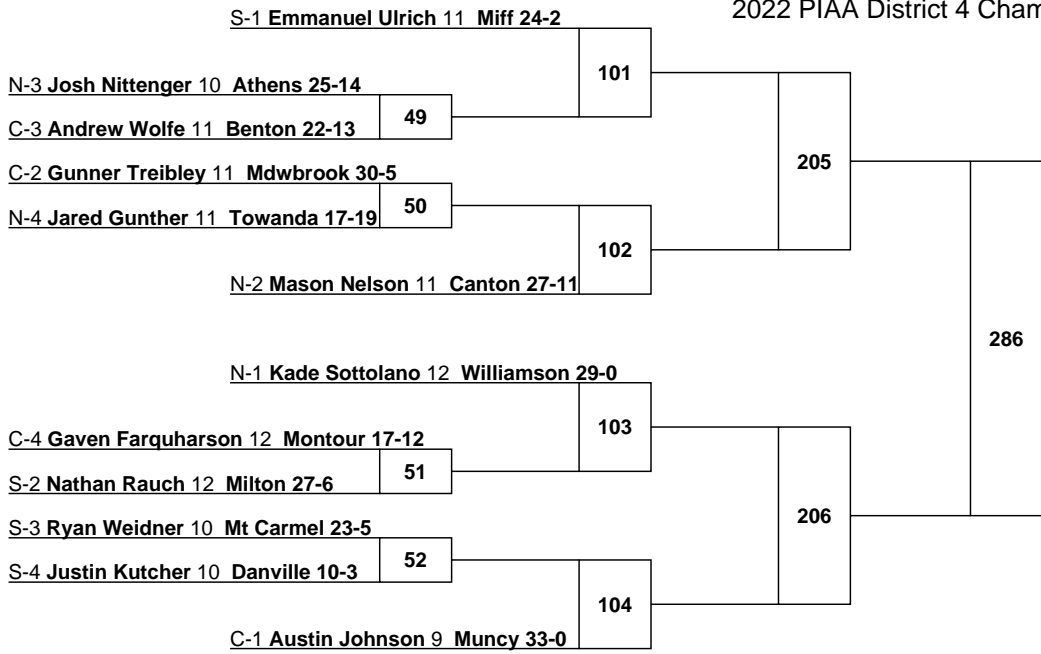 2022 PIAA District 4 Cham
S-1 Emmanuel Ulrich 11 Miff 24-2
101
N-3 Josh Nittenger 10 Athens 25-14
49
C-3 Andrew Wolfe 11 Benton 22-13
205
C-2 Gunner Treibley 11 Mdwbrook 30-5
50
N-4 Jared Gunther 11 Towanda 17-19
102
N-2 Mason Nelson 11 Canton 27-11
286
N-1 Kade Sottolano 12 Williamson 29-0
103
C-4 Gaven Farquharson 12 Montour 17-12
51
S-2 Nathan Rauch 12 Milton 27-6
206
S-3 Ryan Weidner 10 Mt Carmel 23-5
52
S-4 Justin Kutcher 10 Danville 10-3
104
C-1 Austin Johnson 9 Muncy 33-0